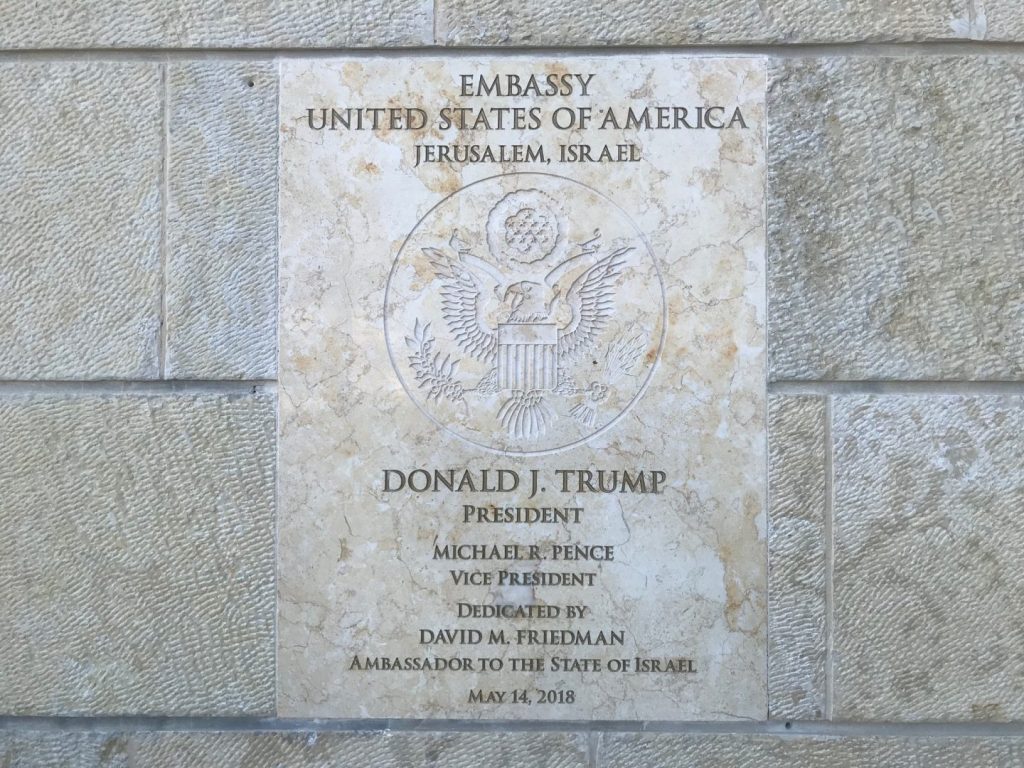 EMBASSY
UNITED STATES OF AMERICA
JERUSALEM, ISRAEL
DONALD J. TRUMP
PRESIDENT
MICHAEL R. PENCE
VICE PRESIDENT
DEDICATED BY
DAVID M. FRIEDMAN
AMBASSADOR TO THE STATE OF ISRAEL
MAY 14, 2018